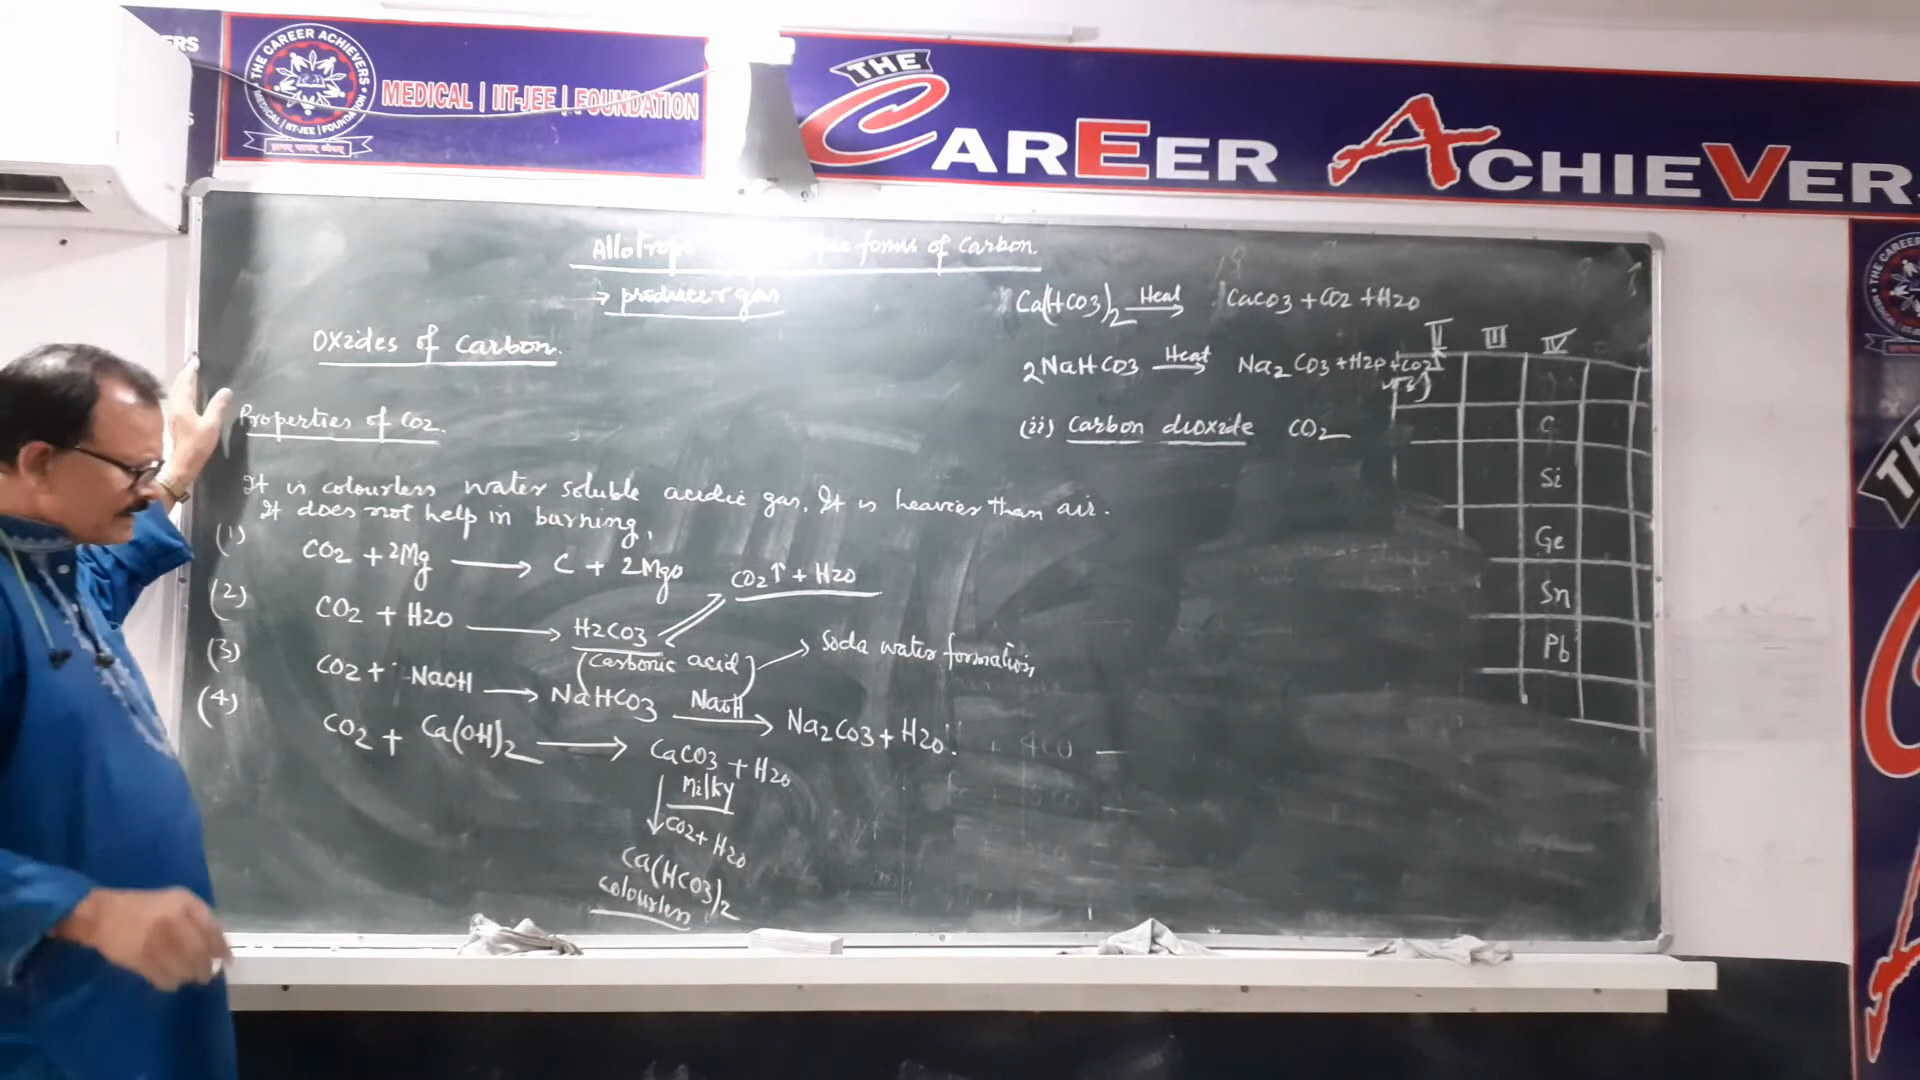 THE CAREER ACHIEVERS
MEDICAL | IIT-JEE | FOUNDATION
MEDICAL | IIT-JEE | FOUNDATION
THE
CAREER ACHIEVER
forms of Carbon.
→ producer gas
Oxides of Carbon.
Properties of CO2.
It is colourless water soluble acidic gas. It is heavier than air.
It does not help in burning,
(1) CO2 + 2Mg ⟶ C + 2MgO
(2) CO2 + H2O ⟶ H2CO3 CO2↑ + H2O
(Carbonic acid) → Soda water formation
(3) CO2 + NaOH ⟶ NaHCO3 NaOH ⟶ Na2CO3 + H2O
(4) CO2 + Ca(OH)2 ⟶ CaCO3 + H2O
Milky
↓ CO2 + H2O
Ca(HCO3)2
Colourless
Ca(HCO3)2 Heat → CaCO3 + CO2 + H2O
2NaHCO3 Heat → Na2CO3 + H2O + CO2
(ii) Carbon dioxide CO2
II III IV
C
Si
Ge
Sn
Pb